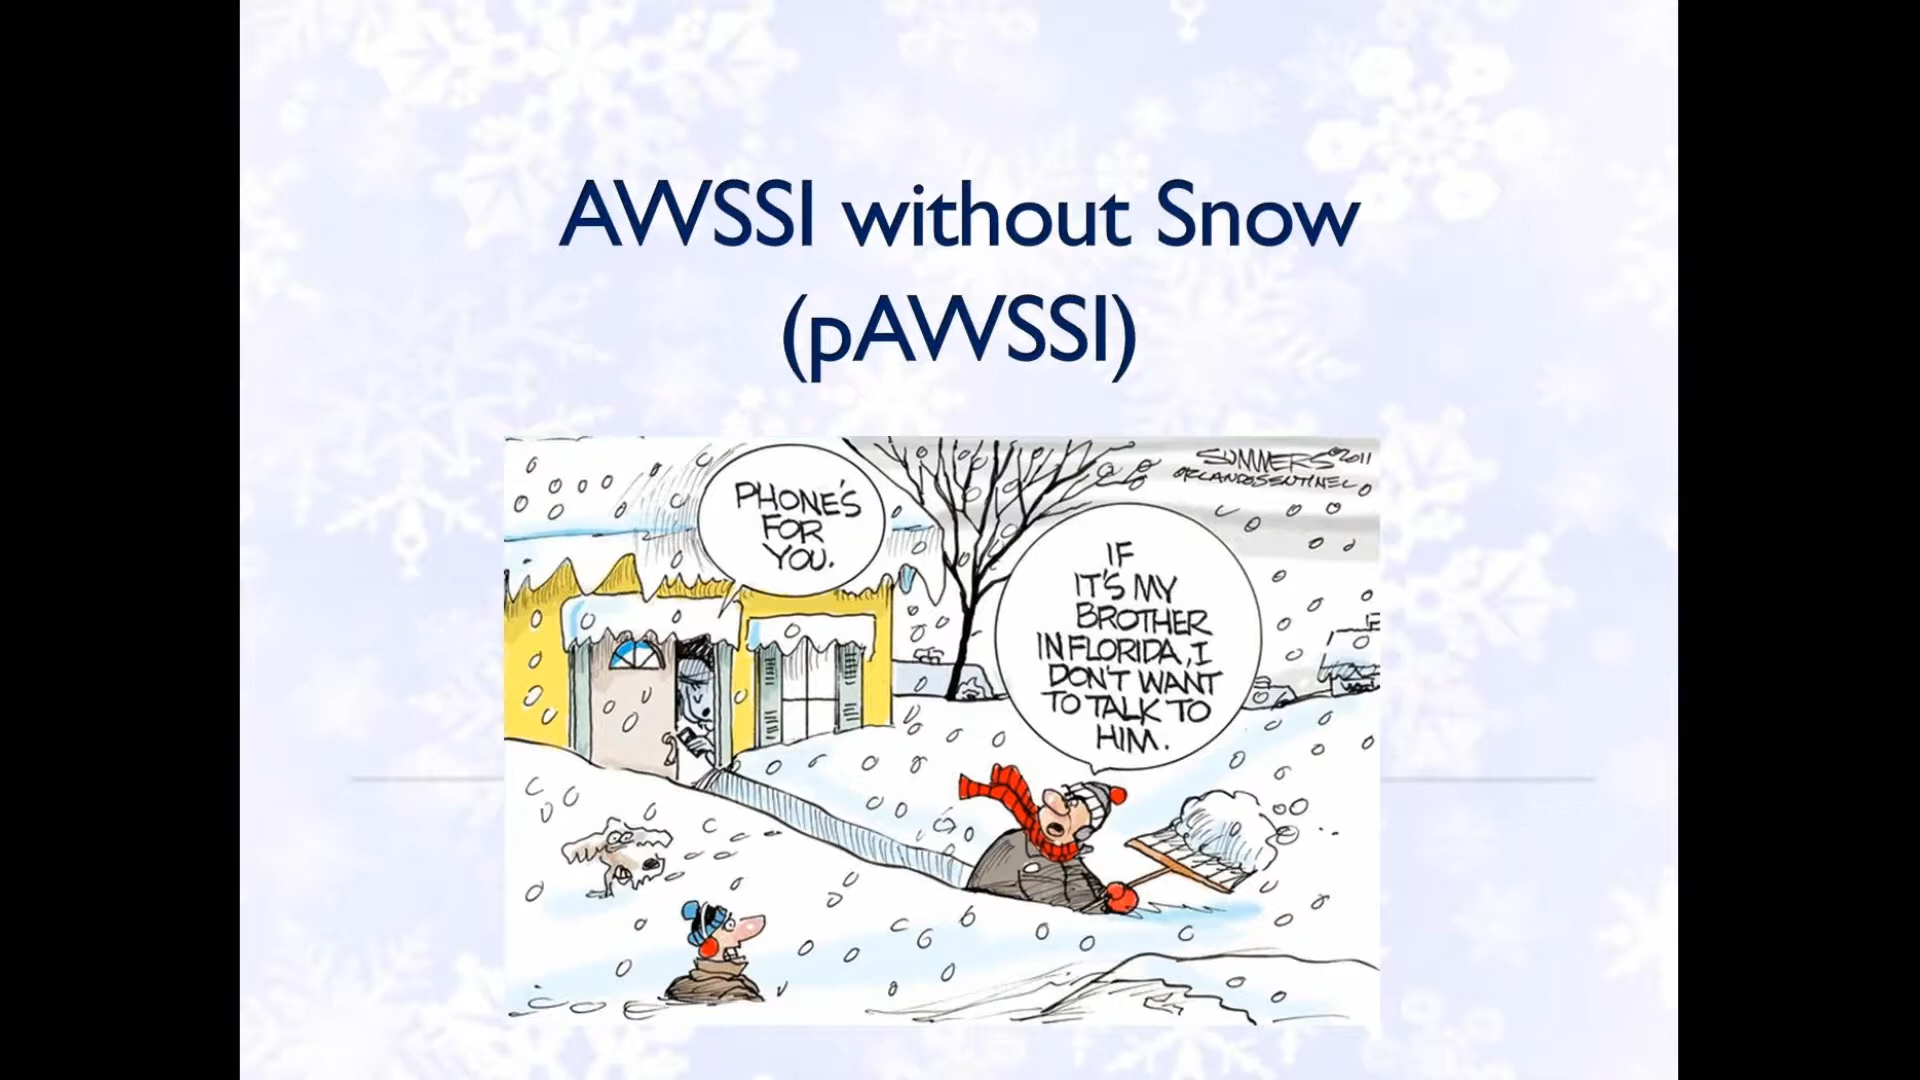 AWSSI without Snow
(pAWSSI)
SUMMERS ©2011
ORLANDO SENTINEL
PHONE'S
FOR
YOU.
IF
IT'S MY
BROTHER
IN FLORIDA, I
DON'T WANT
TO TALK TO
HIM.